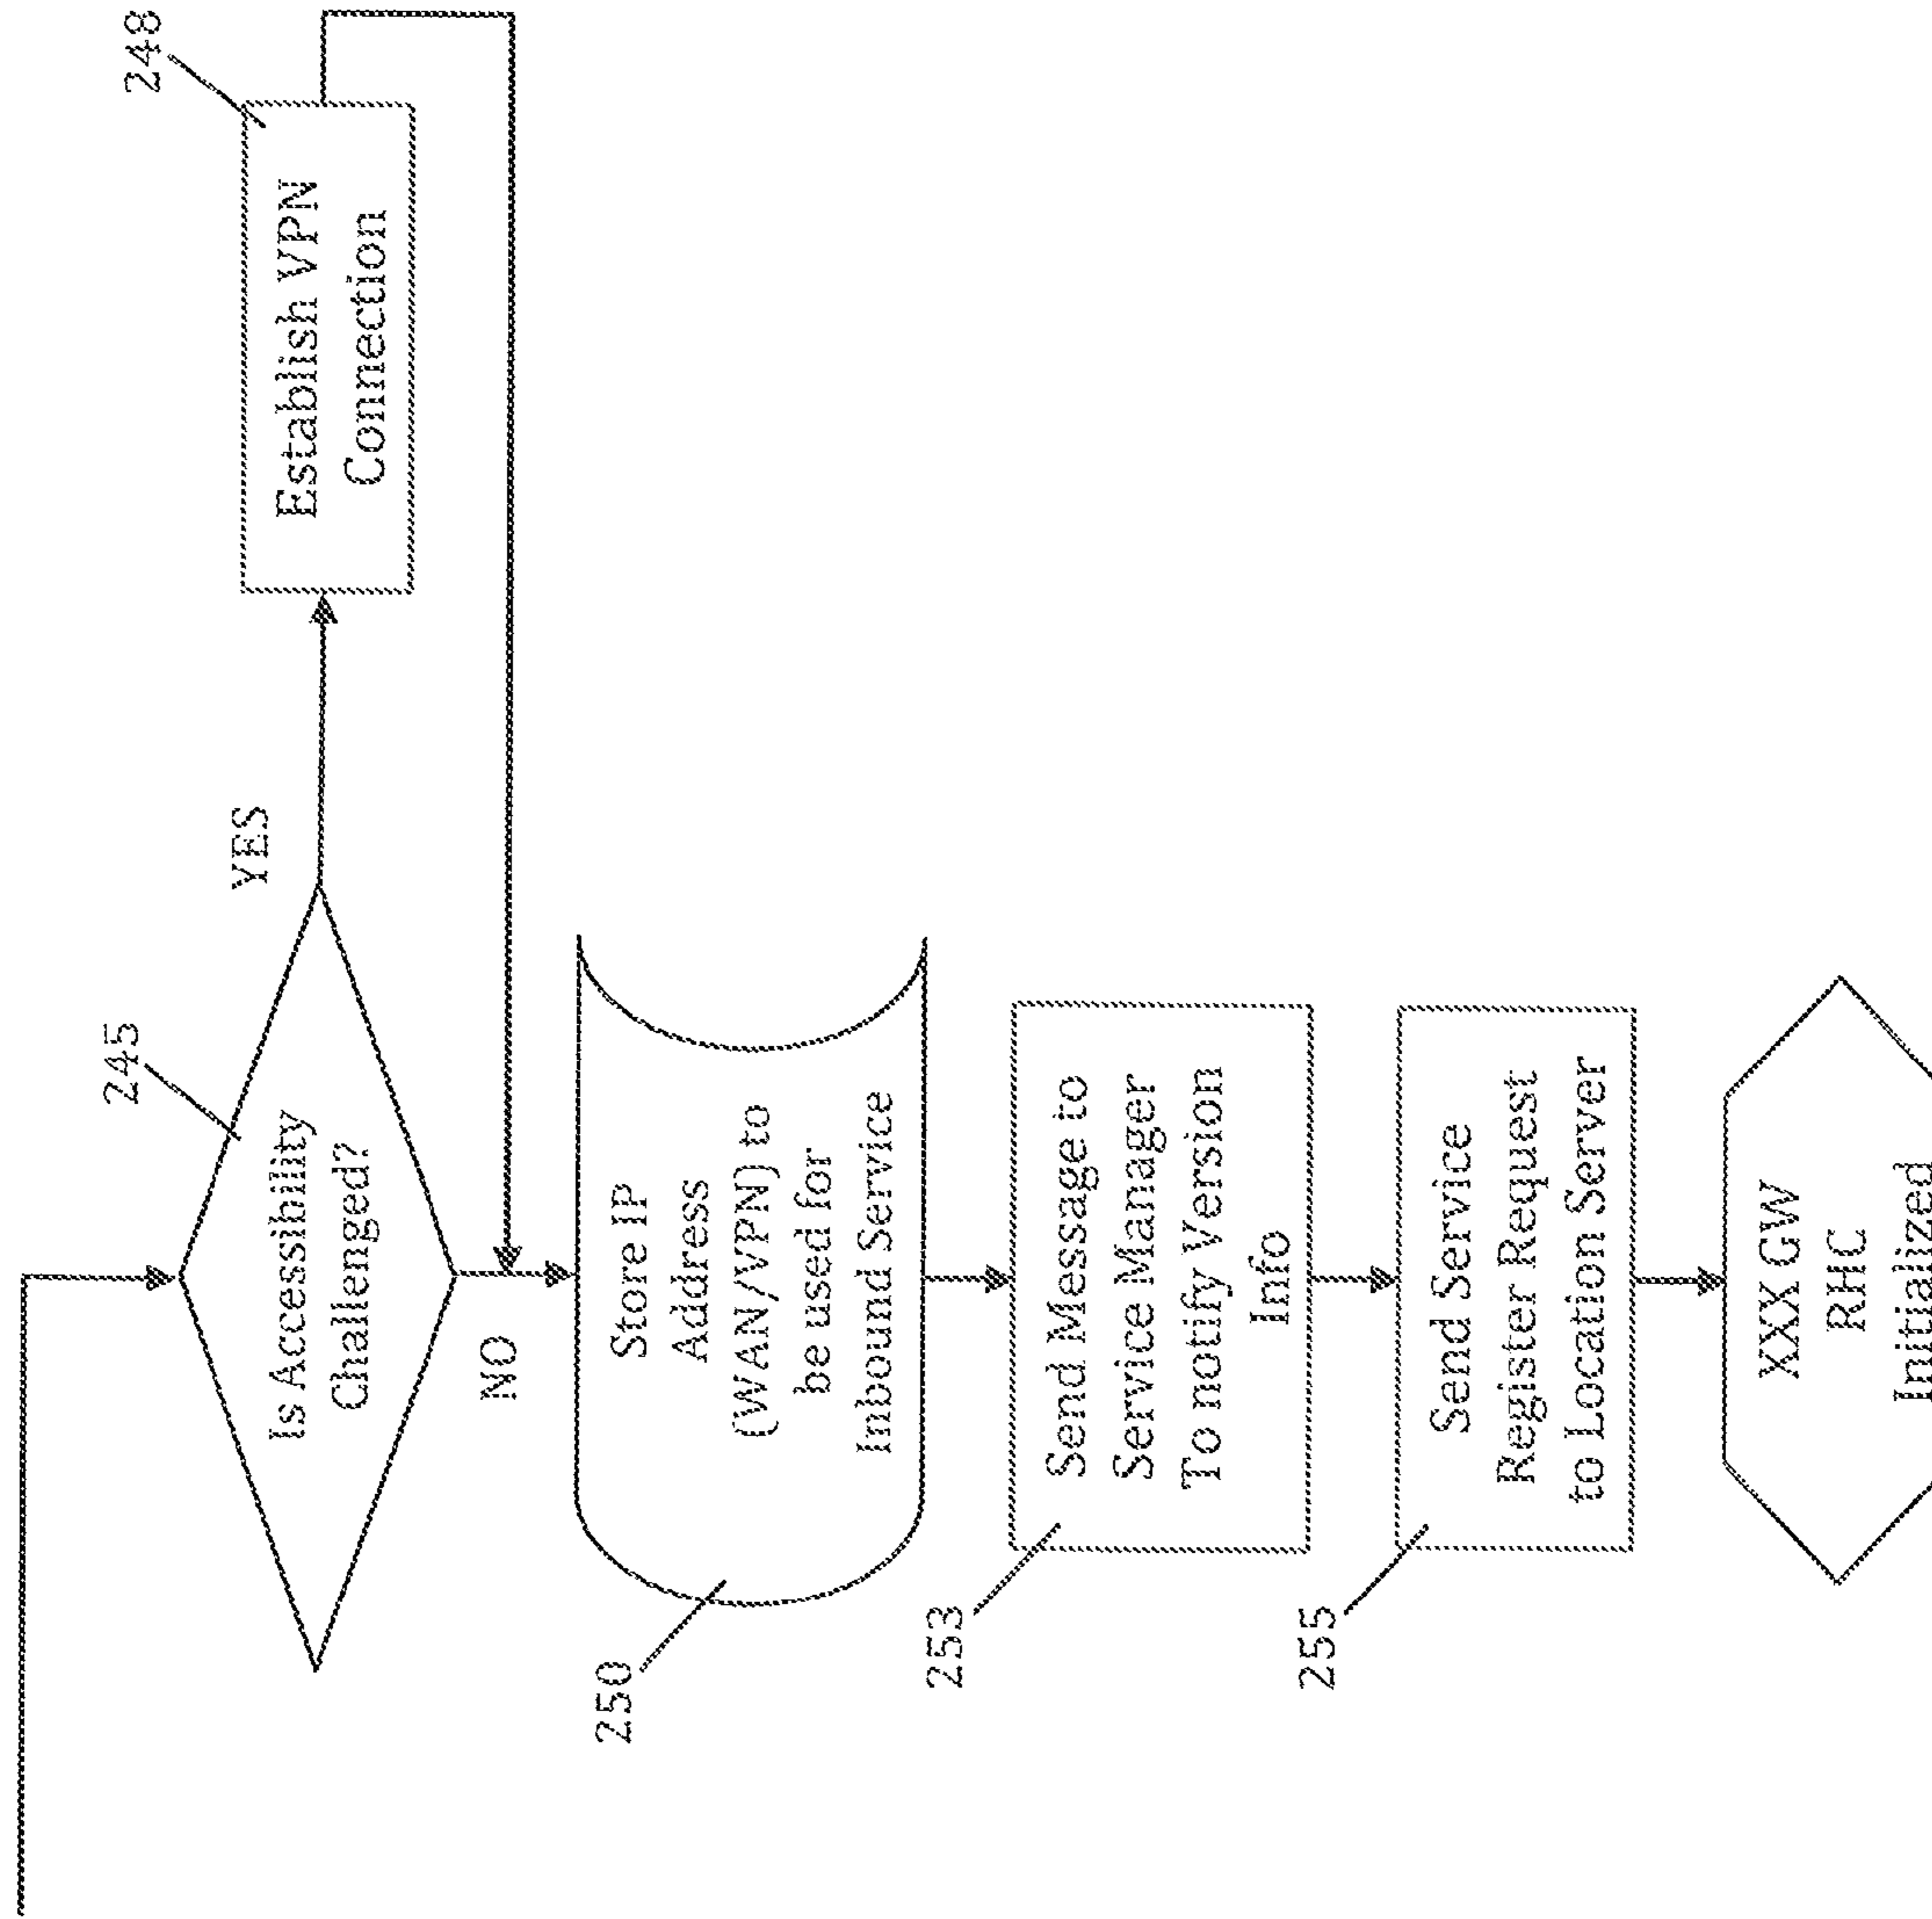 245
Is Accessibility
Challenged?
YES
248
Establish VPN
Connection
NO
250
Store IP
Address
(WAN/VPN) to
be used for
Inbound Service
253
Send Message to
Service Manager
To notify Version
Info
255
Send Service
Register Request
to Location Server
XXX GW
RHC
Initialized